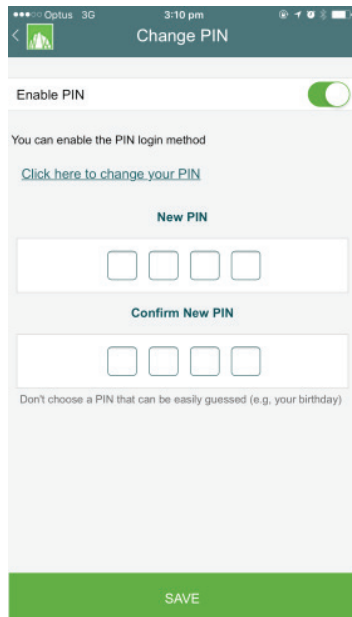 Optus 3G 3:10 pm
Change PIN
Enable PIN
You can enable the PIN login method
Click here to change your PIN
New PIN
Confirm New PIN
Don't choose a PIN that can be easily guessed (e.g, your birthday)
SAVE